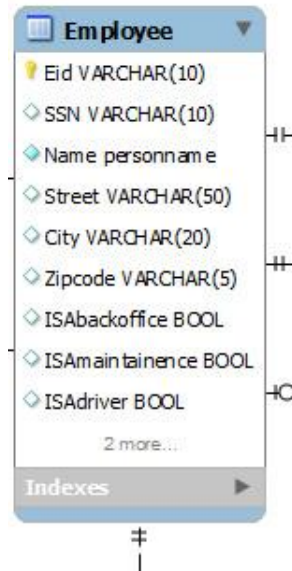 Employee
Eid VARCHAR(10)
SSN VARCHAR(10)
Name personname
Street VARCHAR(50)
City VARCHAR(20)
Zipcode VARCHAR(5)
ISAbackoffice BOOL
ISAmaintainence BOOL
ISAdriver BOOL
2 more...
Indexes